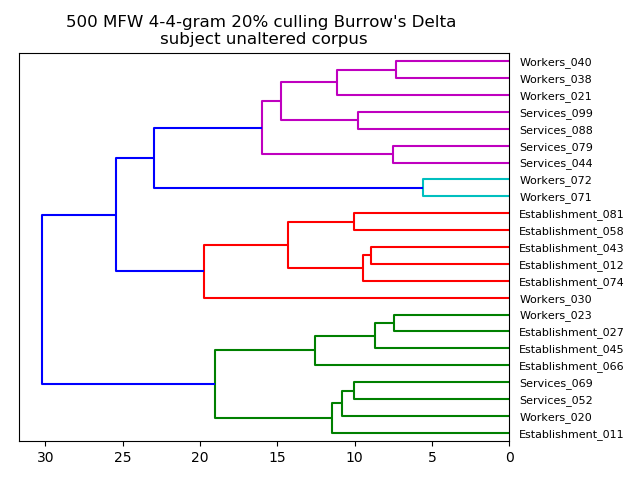 500 MFW 4-4-gram 20% culling Burrow's Delta
subject unaltered corpus
Workers_040
Workers_038
Workers_021
Services_099
Services_088
Services_079
Services_044
Workers_072
Workers_071
Establishment_081
Establishment_058
Establishment_043
Establishment_012
Establishment_074
Workers_030
Workers_023
Establishment_027
Establishment_045
Establishment_066
Services_069
Services_052
Workers_020
Establishment_011
30 25 20 15 10 5 0